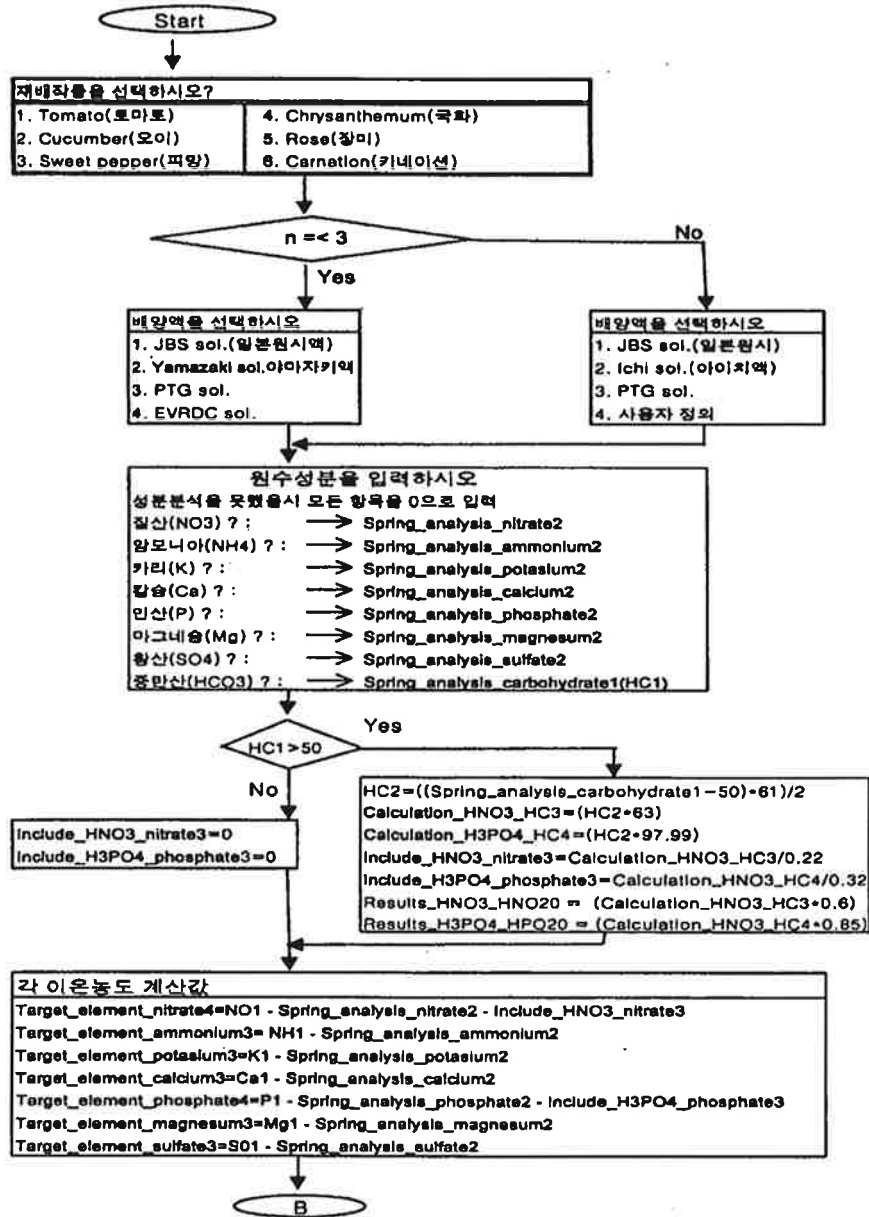 Start
재배작물을 선택하시오?
1. Tomato(토마토)
2. Cucumber(오이)
3. Sweet pepper(피망)
4. Chrysanthemum(국화)
5. Rose(장미)
6. Carnation(카네이션)
n =< 3
No
Yes
배양액을 선택하시오
1. JBS sol.(일본원시액)
2. Yamazaki sol.야마자키액
3. PTG sol.
4. EVRDC sol.
배양액을 선택하시오
1. JBS sol.(일본원시)
2. Ichi sol.(아이치액)
3. PTG sol.
4. 사용자 정의
원수성분을 입력하시오
성분분석을 못했을시 모든 항목을 0으로 입력
질산(NO3) ? : → Spring_analysis_nitrate2
암모니아(NH4) ? : → Spring_analysis_ammonium2
카리(K) ? : → Spring_analysis_potasium2
칼슘(Ca) ? : → Spring_analysis_calcium2
인산(P) ? : → Spring_analysis_phosphate2
마그네슘(Mg) ? : → Spring_analysis_magnesum2
황산(SO4) ? : → Spring_analysis_sulfate2
중탄산(HCO3) ? : → Spring_analysis_carbohydrate1(HC1)
HC1>50
Yes
No
Include_HNO3_nitrate3=0
Include_H3PO4_phosphate3=0
HC2=((Spring_analysis_carbohydrate1-50)*61)/2
Calculation_HNO3_HC3=(HC2*63)
Calculation_H3PO4_HC4=(HC2*97.99)
Include_HNO3_nitrate3=Calculation_HNO3_HC3/0.22
Include_H3PO4_phosphate3=Calculation_HNO3_HC4/0.32
Results_HNO3_HNO20 = (Calculation_HNO3_HC3*0.6)
Results_H3PO4_HPO20 = (Calculation_HNO3_HC4*0.85)
각 이온농도 계산값
Target_element_nitrate4=NO1 - Spring_analysis_nitrate2 - Include_HNO3_nitrate3
Target_element_ammonium3= NH1 - Spring_analysis_ammonium2
Target_element_potasium3=K1 - Spring_analysis_potasium2
Target_element_calcium3=Ca1 - Spring_analysis_calcium2
Target_element_phosphate4=P1 - Spring_analysis_phosphate2 - Include_H3PO4_phosphate3
Target_element_magnesum3=Mg1 - Spring_analysis_magnesum2
Target_element_sulfate3=S01 - Spring_analysis_sulfate2
B